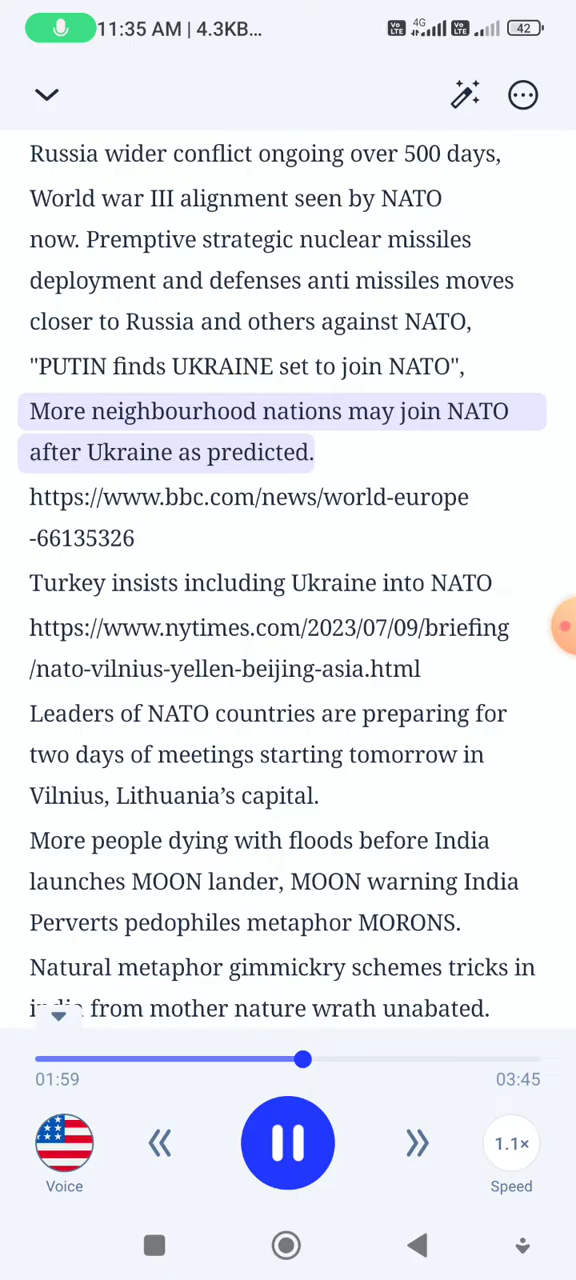 11:35 AM | 4.3KB...
Vo LTE 4G Vo LTE 42
Russia wider conflict ongoing over 500 days,
World war III alignment seen by NATO
now. Premptive strategic nuclear missiles
deployment and defenses anti missiles moves
closer to Russia and others against NATO,
"PUTIN finds UKRAINE set to join NATO",
More neighbourhood nations may join NATO
after Ukraine as predicted.
https://www.bbc.com/news/world-europe
-66135326
Turkey insists including Ukraine into NATO
https://www.nytimes.com/2023/07/09/briefing
/nato-vilnius-yellen-beijing-asia.html
Leaders of NATO countries are preparing for
two days of meetings starting tomorrow in
Vilnius, Lithuania’s capital.
More people dying with floods before India
launches MOON lander, MOON warning India
Perverts pedophiles metaphor MORONS.
Natural metaphor gimmickry schemes tricks in
from mother nature wrath unabated.
01:59 03:45
1.1×
Voice Speed